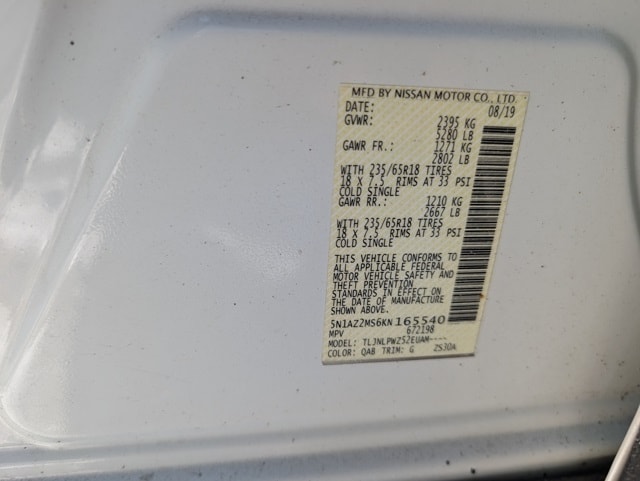 MFD BY NISSAN MOTOR CO., LTD.
DATE: 08/19
GVWR: 2395 KG
5280 LB
GAWR FR.: 1271 KG
2802 LB
WITH 235/65R18 TIRES
18 X 7.5 RIMS AT 33 PSI
COLD SINGLE
GAWR RR.: 1210 KG
2667 LB
WITH 235/65R18 TIRES
18 X 7.5 RIMS AT 33 PSI
COLD SINGLE
THIS VEHICLE CONFORMS TO
ALL APPLICABLE FEDERAL
MOTOR VEHICLE SAFETY AND
THEFT PREVENTION
STANDARDS IN EFFECT ON
THE DATE OF MANUFACTURE
SHOWN ABOVE.
5N1AZ2MS6KN165540
MPV 672198
MODEL: TLJNLPWZ52EUAM----
COLOR: QAB TRIM: G ZS30A